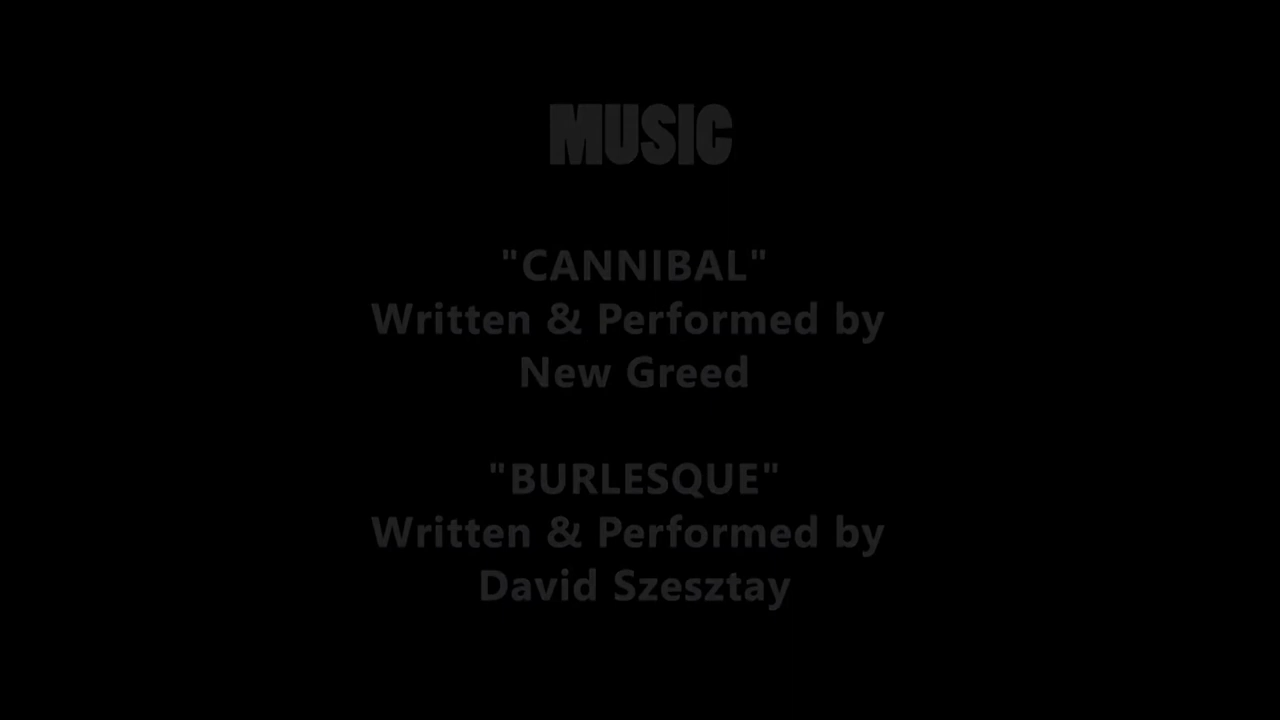 MUSIC
"CANNIBAL"
Written & Performed by
New Greed
"BURLESQUE"
Written & Performed by
David Szesztay